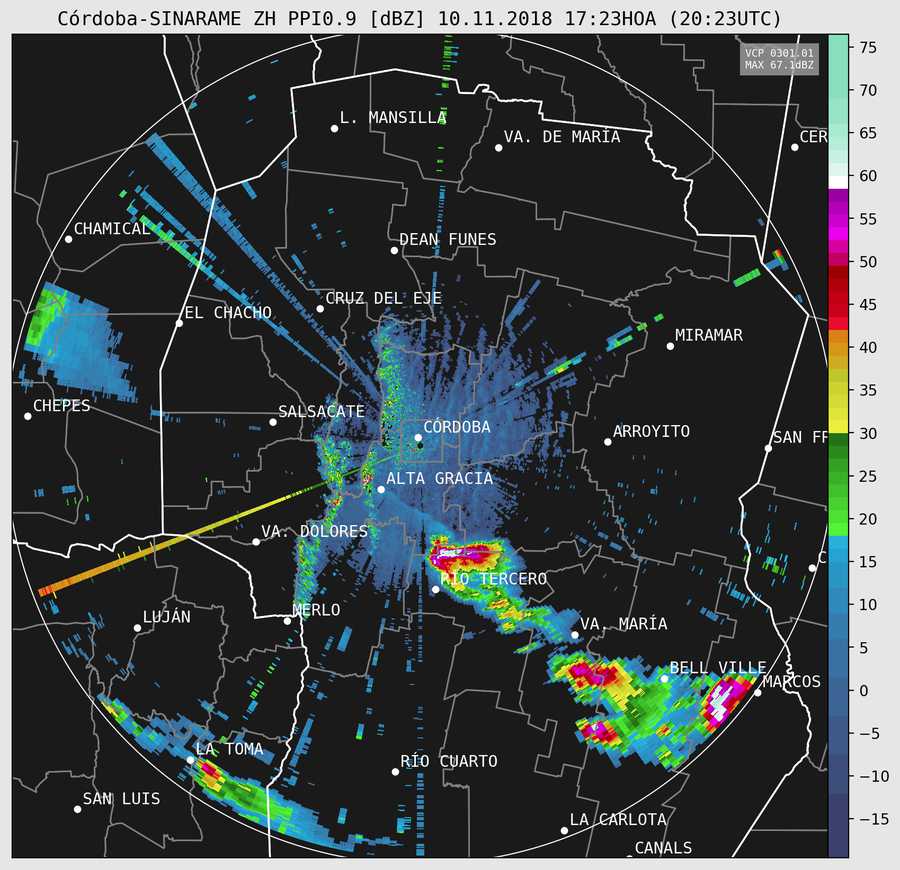 Córdoba-SINARAME ZH PPI0.9 [dBZ] 10.11.2018 17:23HOA (20:23UTC)
VCP 0301.01
MAX 67.1dBZ
75
70
65
60
55
50
45
40
35
30
25
20
15
10
5
0
−5
−10
−15
L. MANSILLA
VA. DE MARÍA
CER
CHAMICAL
DEAN FUNES
CRUZ DEL EJE
EL CHACHO
MIRAMAR
CHEPES
SALSACATE
CÓRDOBA
ARROYITO
SAN FR
ALTA GRACIA
VA. DOLORES
C
RÍO TERCERO
MERLO
LUJÁN
VA. MARÍA
BELL VILLE
MARCOS
LA TOMA
RÍO CUARTO
SAN LUIS
LA CARLOTA
CANALS